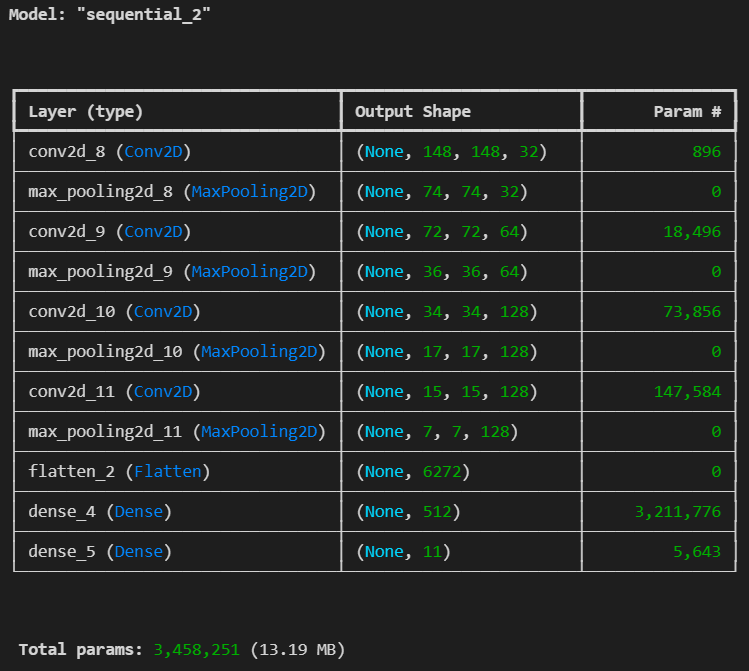 Model: "sequential_2"
Layer (type) Output Shape Param #
conv2d_8 (Conv2D) (None, 148, 148, 32) 896
max_pooling2d_8 (MaxPooling2D) (None, 74, 74, 32) 0
conv2d_9 (Conv2D) (None, 72, 72, 64) 18,496
max_pooling2d_9 (MaxPooling2D) (None, 36, 36, 64) 0
conv2d_10 (Conv2D) (None, 34, 34, 128) 73,856
max_pooling2d_10 (MaxPooling2D) (None, 17, 17, 128) 0
conv2d_11 (Conv2D) (None, 15, 15, 128) 147,584
max_pooling2d_11 (MaxPooling2D) (None, 7, 7, 128) 0
flatten_2 (Flatten) (None, 6272) 0
dense_4 (Dense) (None, 512) 3,211,776
dense_5 (Dense) (None, 11) 5,643
Total params: 3,458,251 (13.19 MB)